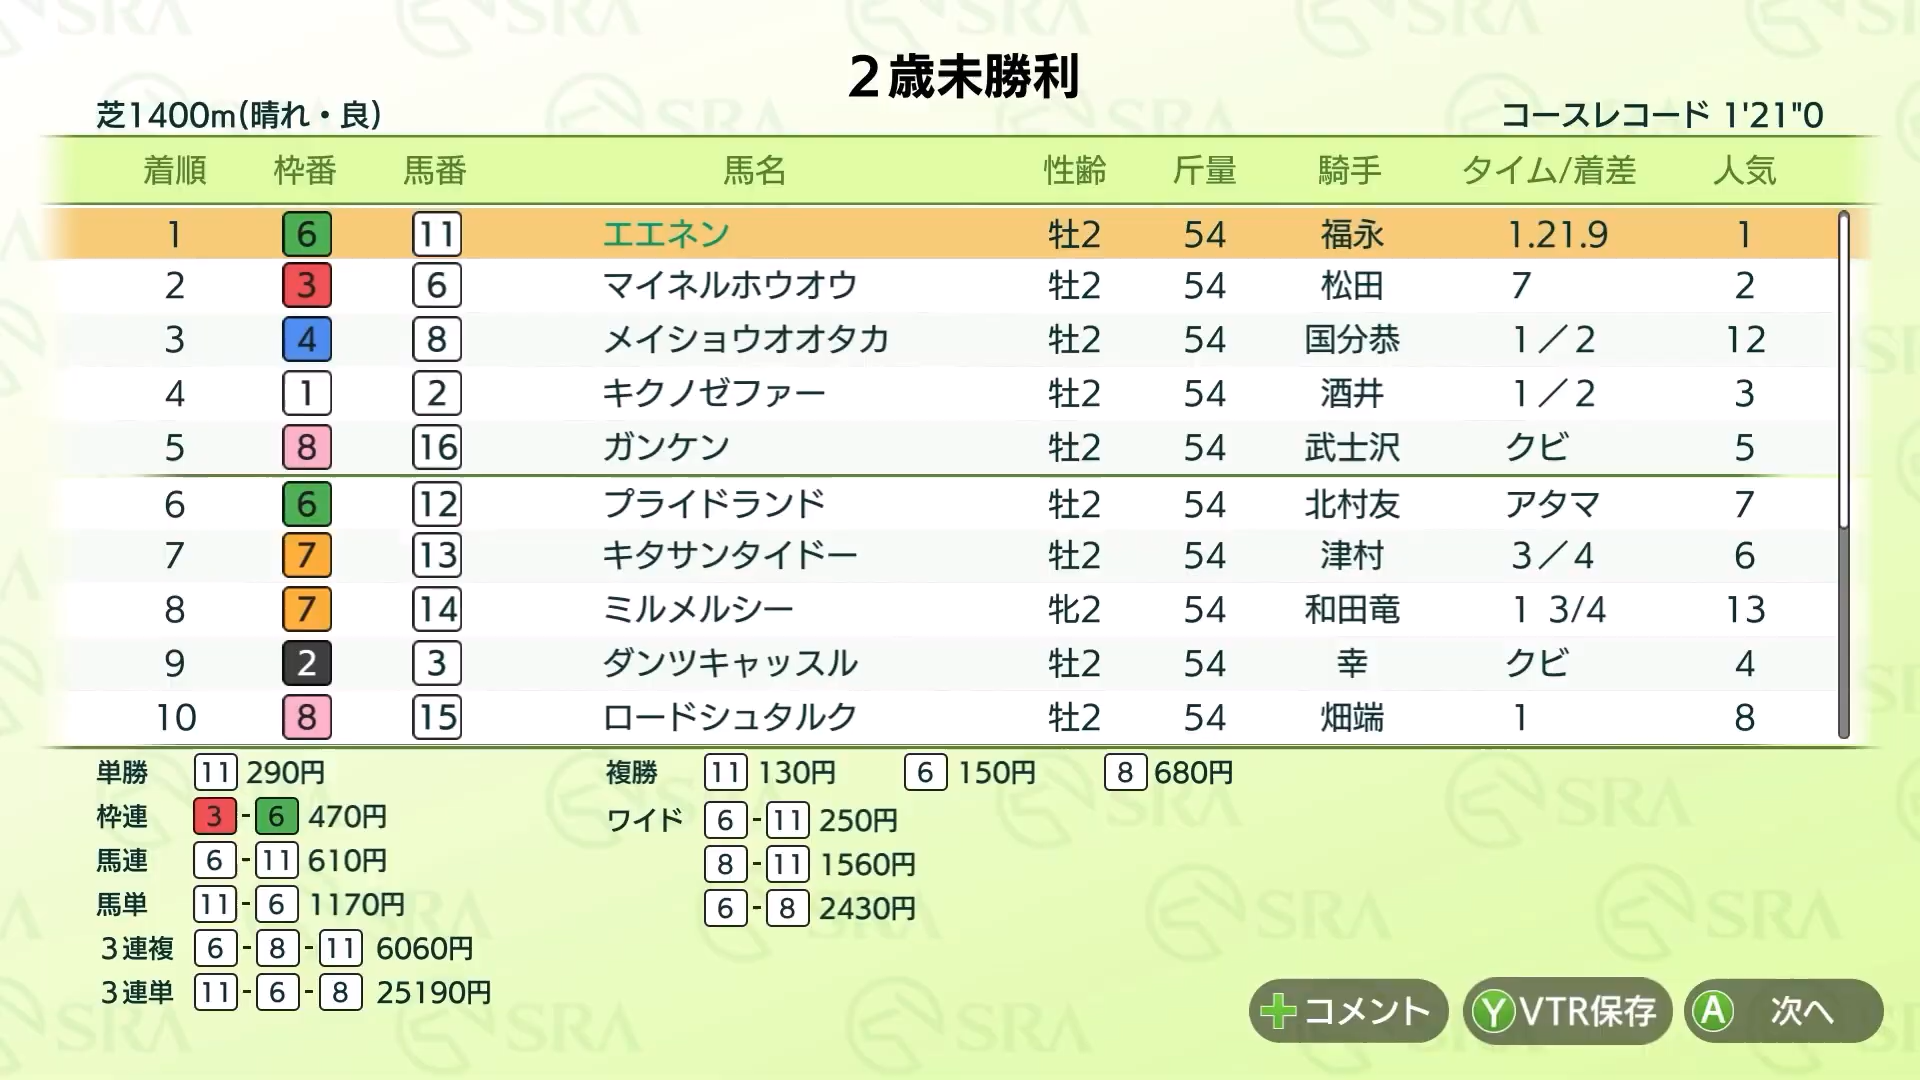 ２歳未勝利
芝1400m(晴れ・良)
コースレコード 1'21"0
着順 枠番 馬番 馬名 性齢 斤量 騎手 タイム/着差 人気
1 6 11 エエネン 牡2 54 福永 1.21.9 1
2 3 6 マイネルホウオウ 牡2 54 松田 7 2
3 4 8 メイショウオオタカ 牡2 54 国分恭 1／2 12
4 1 2 キクノゼファー 牡2 54 酒井 1／2 3
5 8 16 ガンケン 牡2 54 武士沢 クビ 5
6 6 12 プライドランド 牡2 54 北村友 アタマ 7
7 7 13 キタサンタイドー 牡2 54 津村 3／4 6
8 7 14 ミルメルシー 牝2 54 和田竜 1 3/4 13
9 2 3 ダンツキャッスル 牡2 54 幸 クビ 4
10 8 15 ロードシュタルク 牡2 54 畑端 1 8
単勝 11 290円
枠連 3-6 470円
馬連 6-11 610円
馬単 11-6 1170円
３連複 6-8-11 6060円
３連単 11-6-8 25190円
複勝 11 130円 6 150円 8 680円
ワイド 6-11 250円
8-11 1560円
6-8 2430円
コメント Y VTR保存 A 次へ
SRA